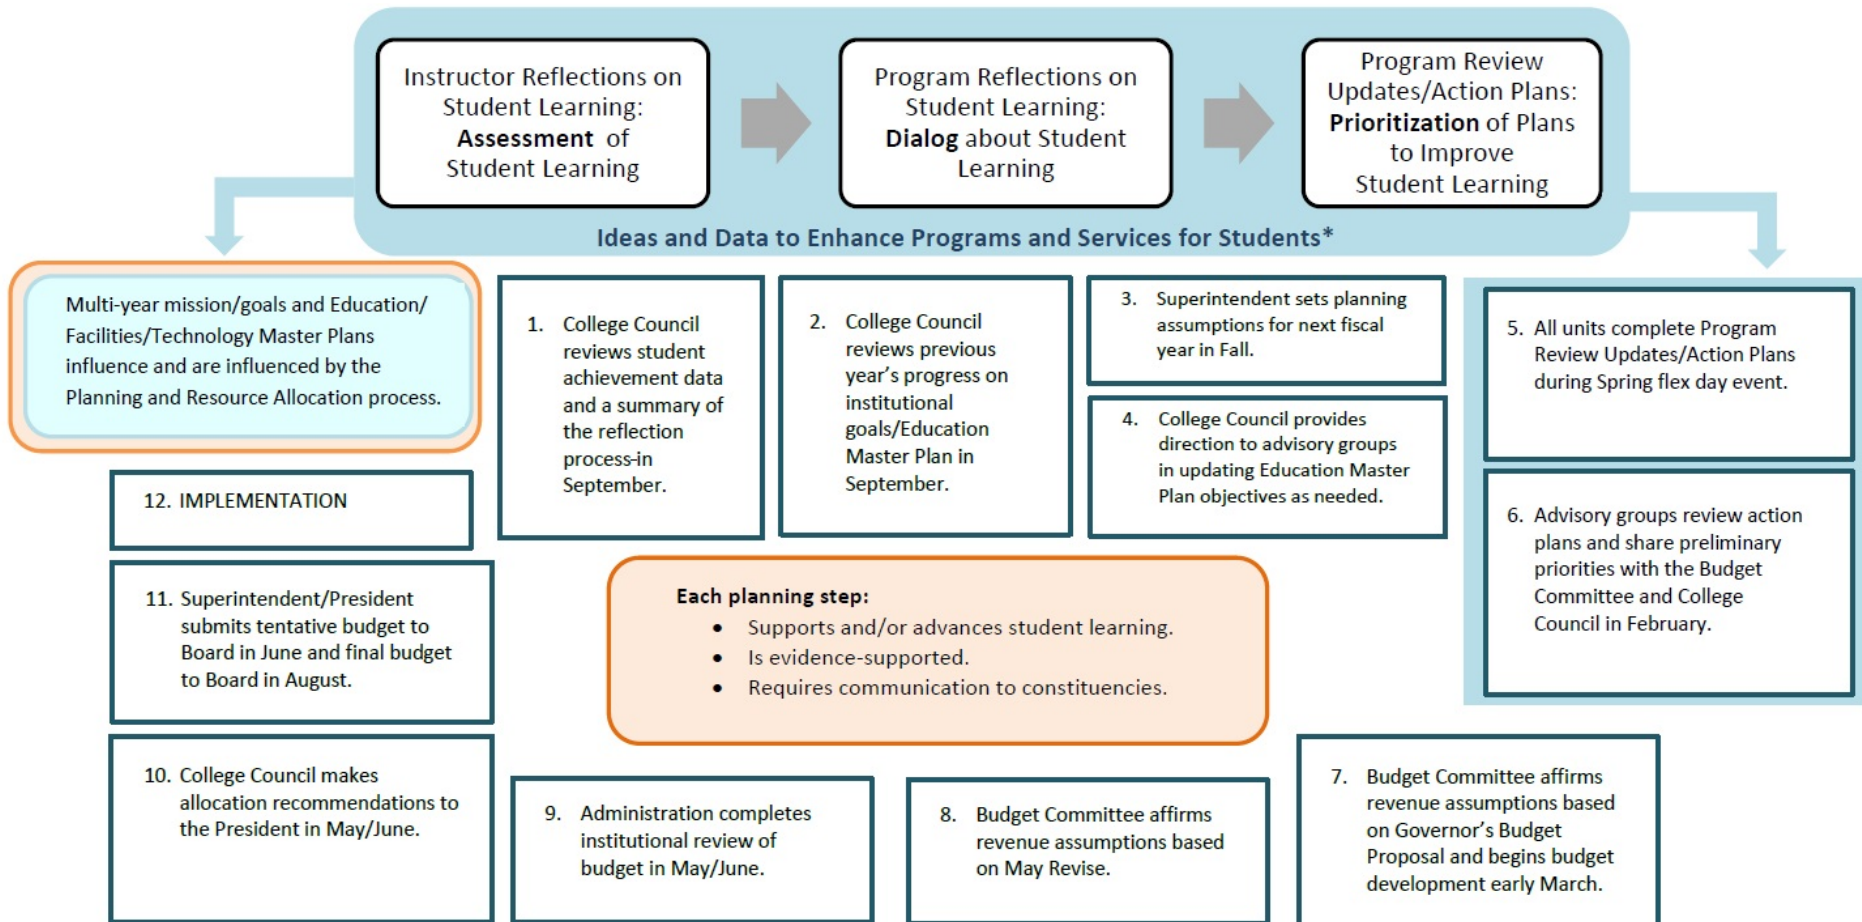 Instructor Reflections on
Student Learning:
Assessment of
Student Learning
Program Reflections on
Student Learning:
Dialog about Student
Learning
Program Review
Updates/Action Plans:
Prioritization of Plans
to Improve
Student Learning
Ideas and Data to Enhance Programs and Services for Students*
Multi-year mission/goals and Education/
Facilities/Technology Master Plans
influence and are influenced by the
Planning and Resource Allocation process.
1. College Council
reviews student
achievement data
and a summary of
the reflection
process-in
September.
2. College Council
reviews previous
year's progress on
institutional
goals/Education
Master Plan in
September.
3. Superintendent sets planning
assumptions for next fiscal
year in Fall.
4. College Council provides
direction to advisory groups
in updating Education Master
Plan objectives as needed.
5. All units complete Program
Review Updates/Action Plans
during Spring flex day event.
6. Advisory groups review action
plans and share preliminary
priorities with the Budget
Committee and College
Council in February.
Each planning step:
• Supports and/or advances student learning.
• Is evidence-supported.
• Requires communication to constituencies.
7. Budget Committee affirms
revenue assumptions based
on Governor's Budget
Proposal and begins budget
development early March.
8. Budget Committee affirms
revenue assumptions based
on May Revise.
9. Administration completes
institutional review of
budget in May/June.
10. College Council makes
allocation recommendations to
the President in May/June.
11. Superintendent/President
submits tentative budget to
Board in June and final budget
to Board in August.
12. IMPLEMENTATION